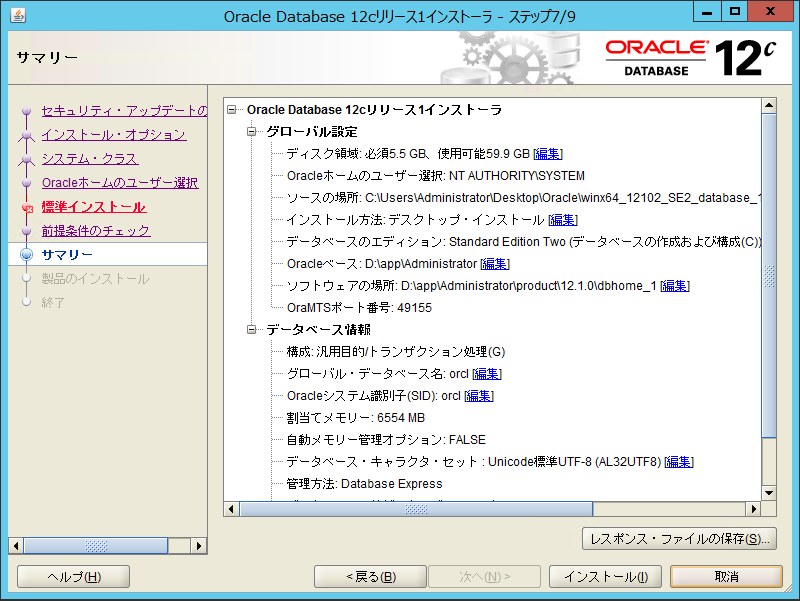 Oracle Database 12cリリース1インストーラ - ステップ7/9
サマリー
ORACLE
DATABASE
12c
セキュリティ・アップデートの
インストール・オプション
システム・クラス
Oracleホームのユーザー選択
標準インストール
前提条件のチェック
サマリー
製品のインストール
終了
Oracle Database 12cリリース1インストーラ
グローバル設定
ディスク領域: 必須5.5 GB、使用可能59.9 GB [編集]
Oracleホームのユーザー選択: NT AUTHORITY\SYSTEM
ソースの場所: C:\Users\Administrator\Desktop\Oracle\winx64_12102_SE2_database_1
インストール方法: デスクトップ・インストール [編集]
データベースのエディション: Standard Edition Two (データベースの作成および構成(C))
Oracleベース: D:\app\Administrator [編集]
ソフトウェアの場所: D:\app\Administrator\product\12.1.0\dbhome_1 [編集]
OraMTSポート番号: 49155
データベース情報
構成: 汎用目的/トランザクション処理(G)
グローバル・データベース名: orcl [編集]
Oracleシステム識別子(SID): orcl [編集]
割当てメモリー: 6554 MB
自動メモリー管理オプション: FALSE
データベース・キャラクタ・セット : Unicode標準UTF-8 (AL32UTF8) [編集]
管理方法: Database Express
レスポンス・ファイルの保存(S)...
ヘルプ(H)
<戻る(B)
次へ(N)>
インストール(I)
取消